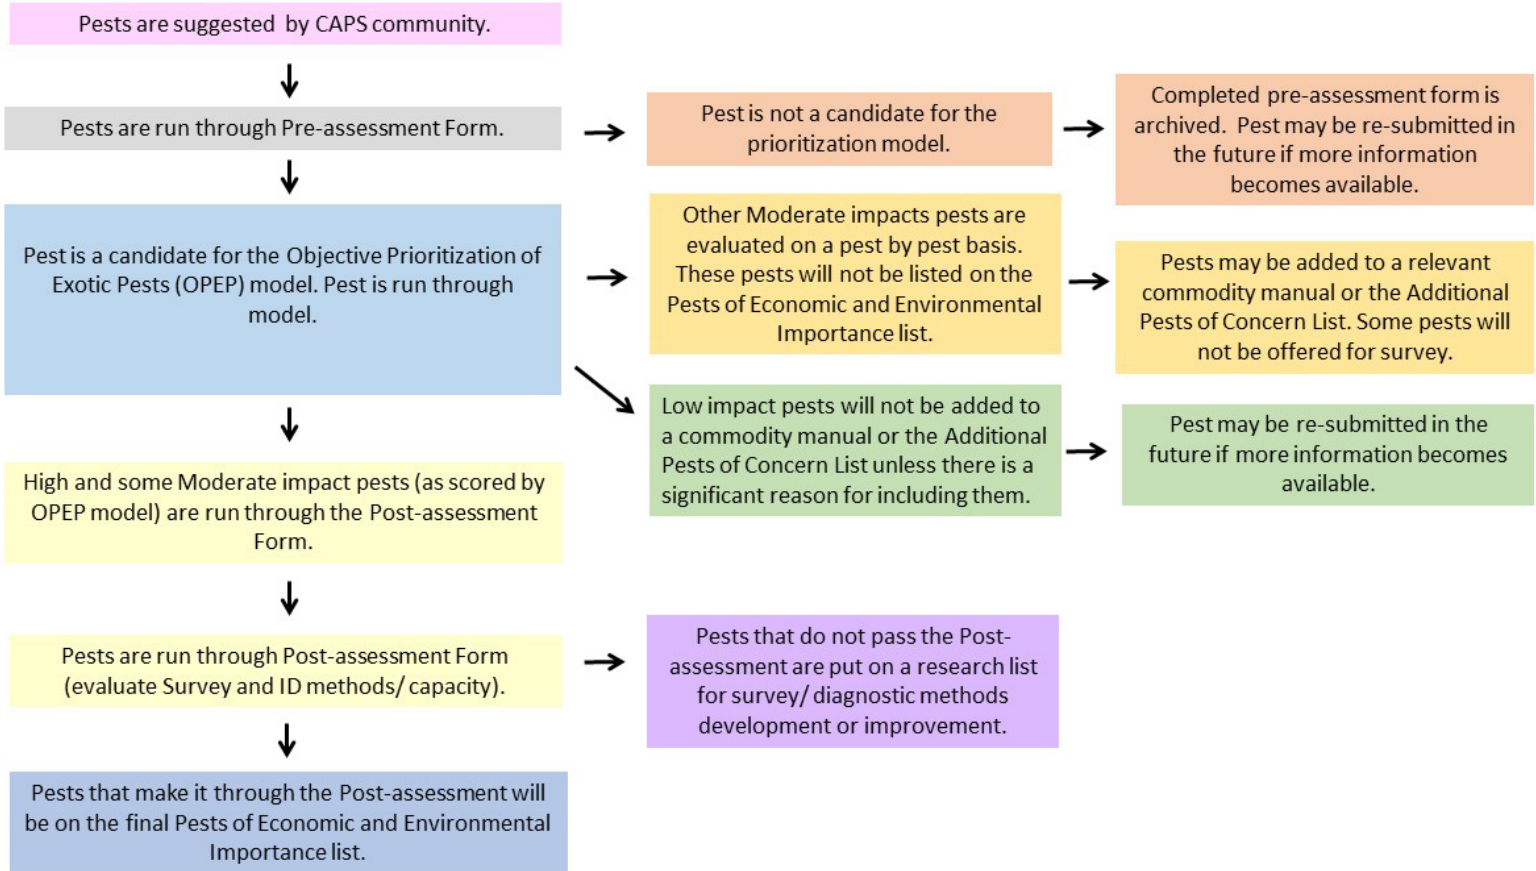 Pests are suggested by CAPS community.
Pests are run through Pre-assessment Form.
Pest is not a candidate for the
prioritization model.
Completed pre-assessment form is
archived. Pest may be re-submitted in
the future if more information
becomes available.
Pest is a candidate for the Objective Prioritization of
Exotic Pests (OPEP) model. Pest is run through
model.
Other Moderate impacts pests are
evaluated on a pest by pest basis.
These pests will not be listed on the
Pests of Economic and Environmental
Importance list.
Pests may be added to a relevant
commodity manual or the Additional
Pests of Concern List. Some pests will
not be offered for survey.
Low impact pests will not be added to
a commodity manual or the Additional
Pests of Concern List unless there is a
significant reason for including them.
Pest may be re-submitted in the
future if more information becomes
available.
High and some Moderate impact pests (as scored by
OPEP model) are run through the Post-assessment
Form.
Pests are run through Post-assessment Form
(evaluate Survey and ID methods/ capacity).
Pests that do not pass the Post-
assessment are put on a research list
for survey/ diagnostic methods
development or improvement.
Pests that make it through the Post-assessment will
be on the final Pests of Economic and Environmental
Importance list.